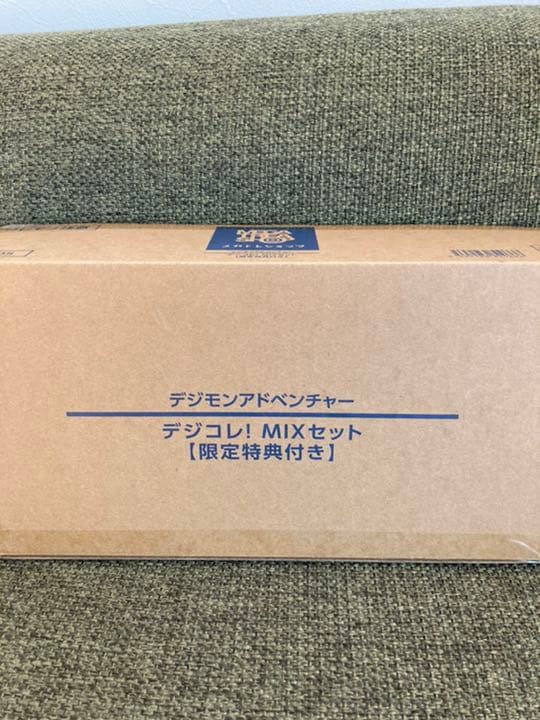 デジモンアドベンチャー
デジコレ! MIXセット
【限定特典付き】